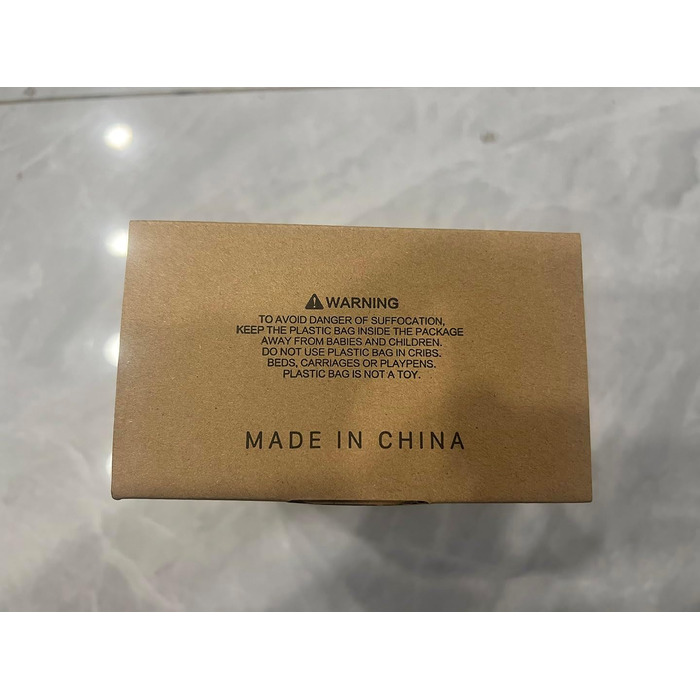 ⚠ WARNING
TO AVOID DANGER OF SUFFOCATION,
KEEP THE PLASTIC BAG INSIDE THE PACKAGE
AWAY FROM BABIES AND CHILDREN.
DO NOT USE PLASTIC BAG IN CRIBS.
BEDS, CARRIAGES OR PLAYPENS.
PLASTIC BAG IS NOT A TOY.
MADE IN CHINA